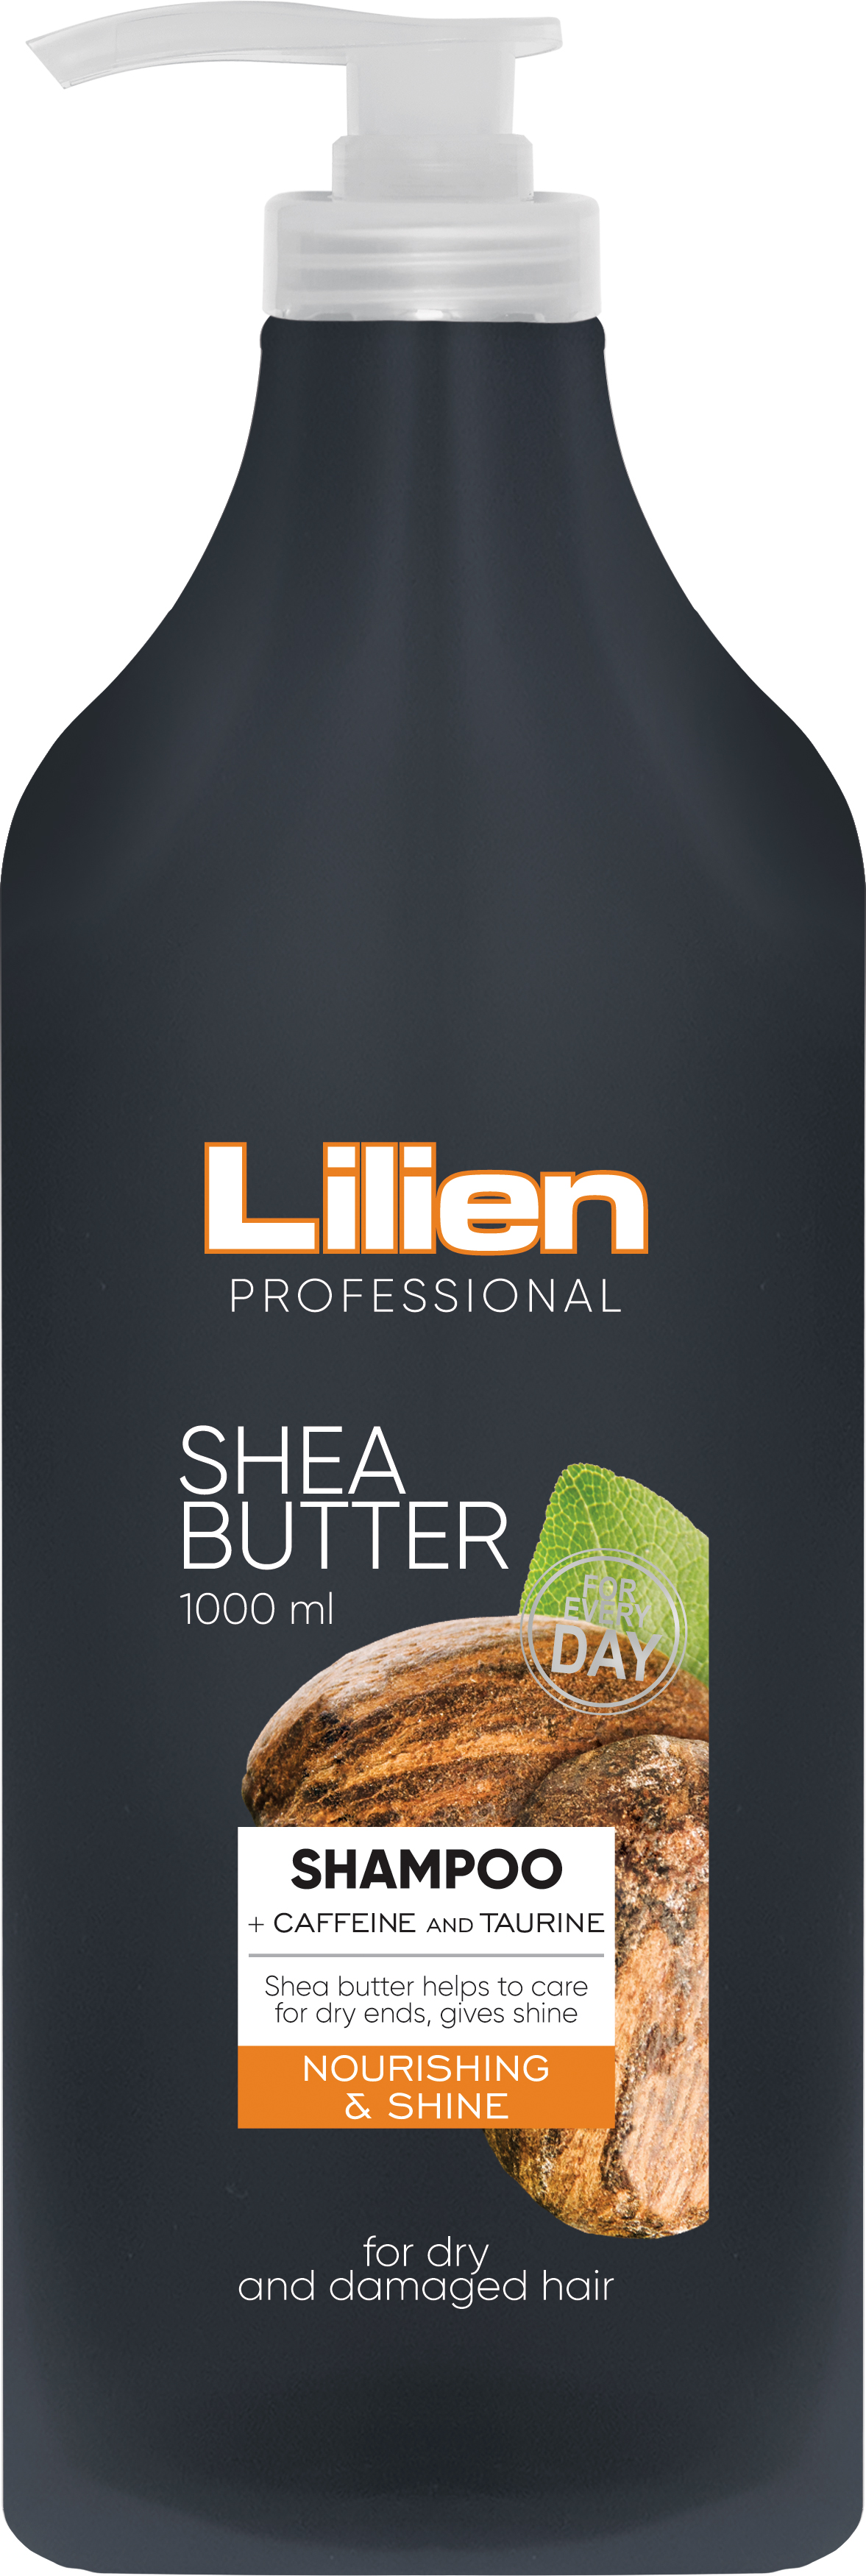 Lilien
PROFESSIONAL
SHEA
BUTTER
1000 ml
FOR
EVERY
DAY
SHAMPOO
+ CAFFEINE AND TAURINE
Shea butter helps to care
for dry ends, gives shine
NOURISHING
& SHINE
for dry
and damaged hair